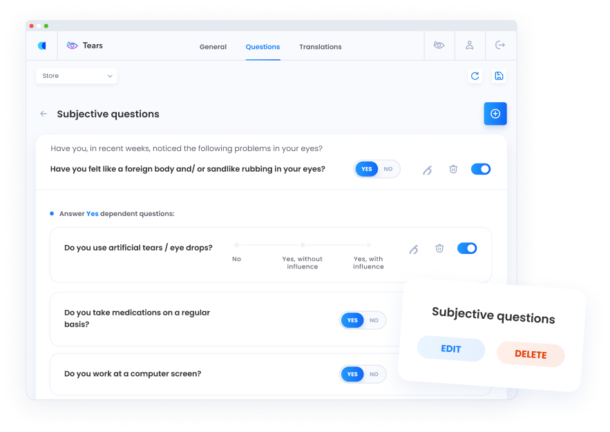 Tears
General
Questions
Translations
Store
Subjective questions
Have you, in recent weeks, noticed the following problems in your eyes?
Have you felt like a foreign body and/ or sandlike rubbing in your eyes?
YES
NO
Answer Yes dependent questions:
Do you use artificial tears / eye drops?
No
Yes, without
influence
Yes, with
influence
Do you take medications on a regular
basis?
YES
NO
Do you work at a computer screen?
YES
NO
Subjective questions
EDIT
DELETE